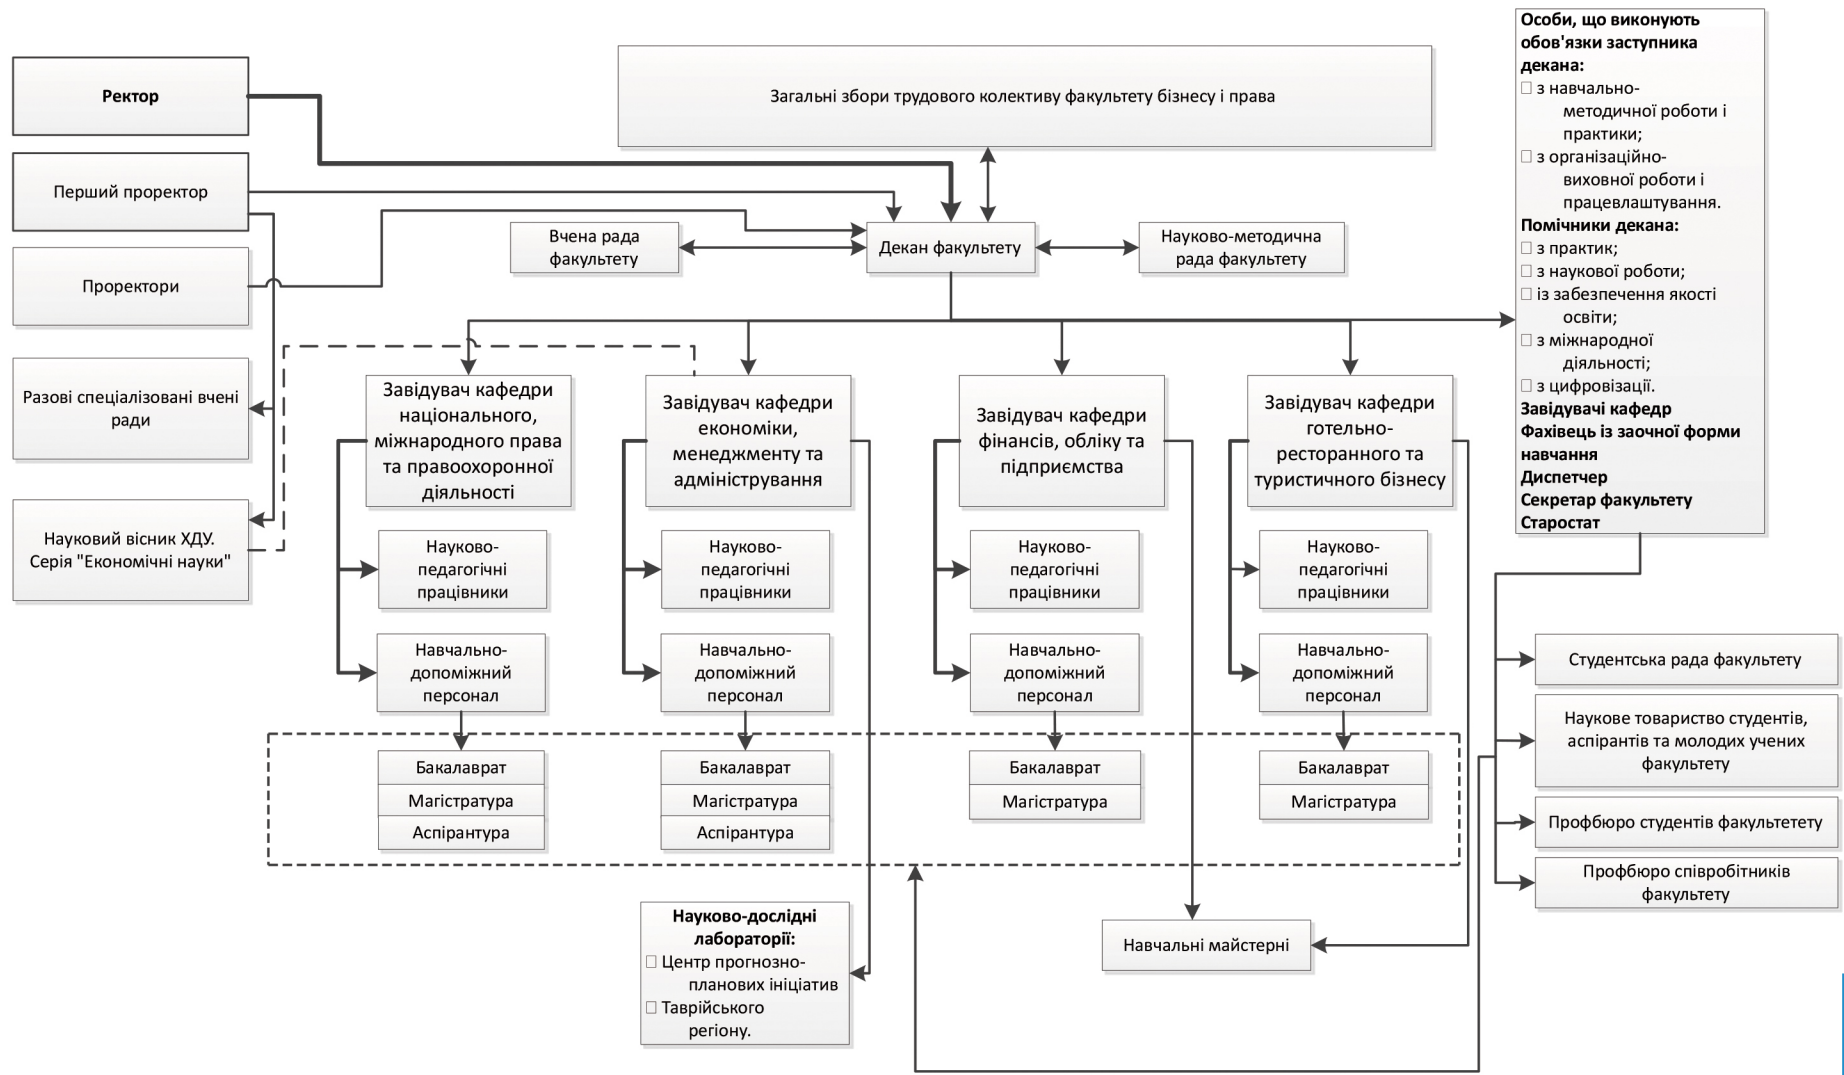 Ректор
Перший проректор
Проректори
Разові спеціалізовані вчені
ради
Науковий вісник ХДУ.
Серія "Економічні науки"
Загальні збори трудового колективу факультету бізнесу і права
Вчена рада
факультету
Декан факультету
Науково-методична
рада факультету
Особи, що виконують
обов'язки заступника
декана:
з навчально-
методичної роботи і
практики;
з організаційно-
виховної роботи і
працевлаштування.
Помічники декана:
з практик;
з наукової роботи;
із забезпечення якості
освіти;
з міжнародної
діяльності;
з цифровізації.
Завідувачі кафедр
Фахівець із заочної форми
навчання
Диспетчер
Секретар факультету
Старостат
Завідувач кафедри
національного,
міжнародного права
та правоохоронної
діяльності
Науково-
педагогічні
працівники
Навчально-
допоміжний
персонал
Бакалаврат
Магістратура
Аспірантура
Завідувач кафедри
економіки,
менеджменту та
адміністрування
Науково-
педагогічні
працівники
Навчально-
допоміжний
персонал
Бакалаврат
Магістратура
Аспірантура
Завідувач кафедри
фінансів, обліку та
підприємства
Науково-
педагогічні
працівники
Навчально-
допоміжний
персонал
Бакалаврат
Магістратура
Завідувач кафедри
готельно-
ресторанного та
туристичного бізнесу
Науково-
педагогічні
працівники
Навчально-
допоміжний
персонал
Бакалаврат
Магістратура
Студентська рада факультету
Наукове товариство студентів,
аспірантів та молодих учених
факультету
Профбюро студентів факультетету
Профбюро співробітників
факультету
Науково-дослідні
лабораторії:
Центр прогнозно-
планових ініціатив
Таврійського
регіону.
Навчальні майстерні